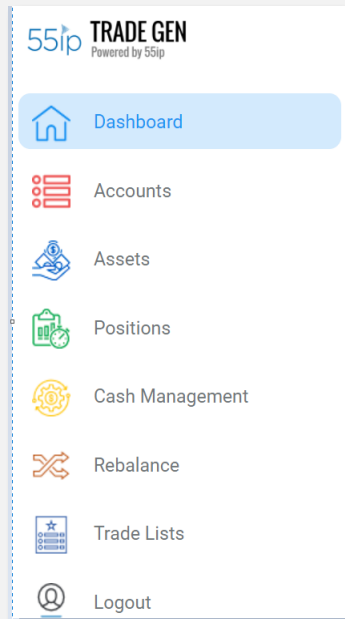 55ip TRADE GEN
Powered by 55ip
Dashboard
Accounts
Assets
Positions
Cash Management
Rebalance
Trade Lists
Logout